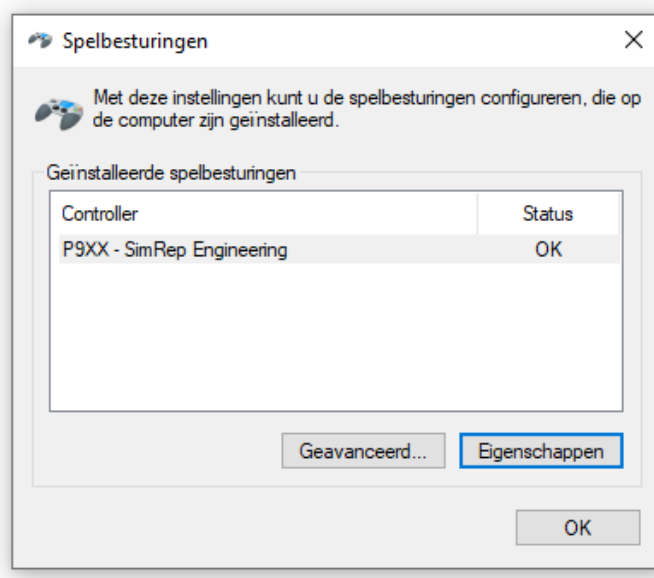 Spelbesturingen
Met deze instellingen kunt u de spelbesturingen configureren, die op
de computer zijn geïnstalleerd.
Geïnstalleerde spelbesturingen
Controller Status
P9XX - SimRep Engineering OK
Geavanceerd... Eigenschappen
OK